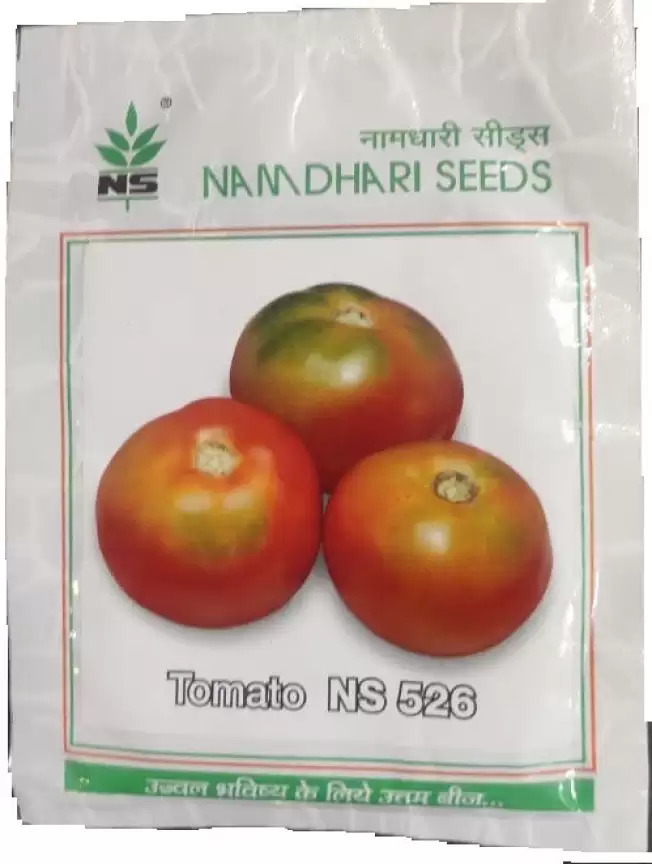 ®
NS
नामधारी सीड्स
NAMDHARI SEEDS
Tomato NS 526
उज्वल भविष्य के लिये उत्तम बीज...